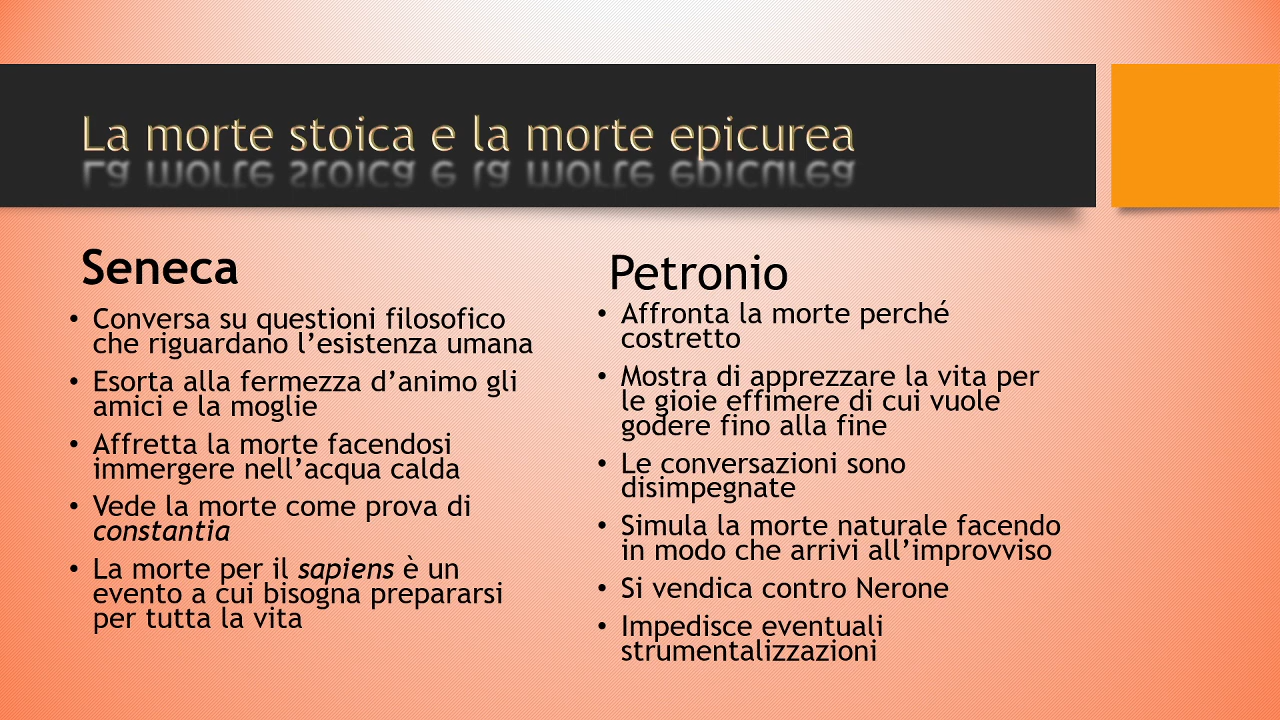 La morte stoica e la morte epicurea
Seneca
• Conversa su questioni filosofico
che riguardano l’esistenza umana
• Esorta alla fermezza d’animo gli
amici e la moglie
• Affretta la morte facendosi
immergere nell’acqua calda
• Vede la morte come prova di
constantia
• La morte per il sapiens è un
evento a cui bisogna prepararsi
per tutta la vita
Petronio
• Affronta la morte perché
costretto
• Mostra di apprezzare la vita per
le gioie effimere di cui vuole
godere fino alla fine
• Le conversazioni sono
disimpegnate
• Simula la morte naturale facendo
in modo che arrivi all’improvviso
• Si vendica contro Nerone
• Impedisce eventuali
strumentalizzazioni